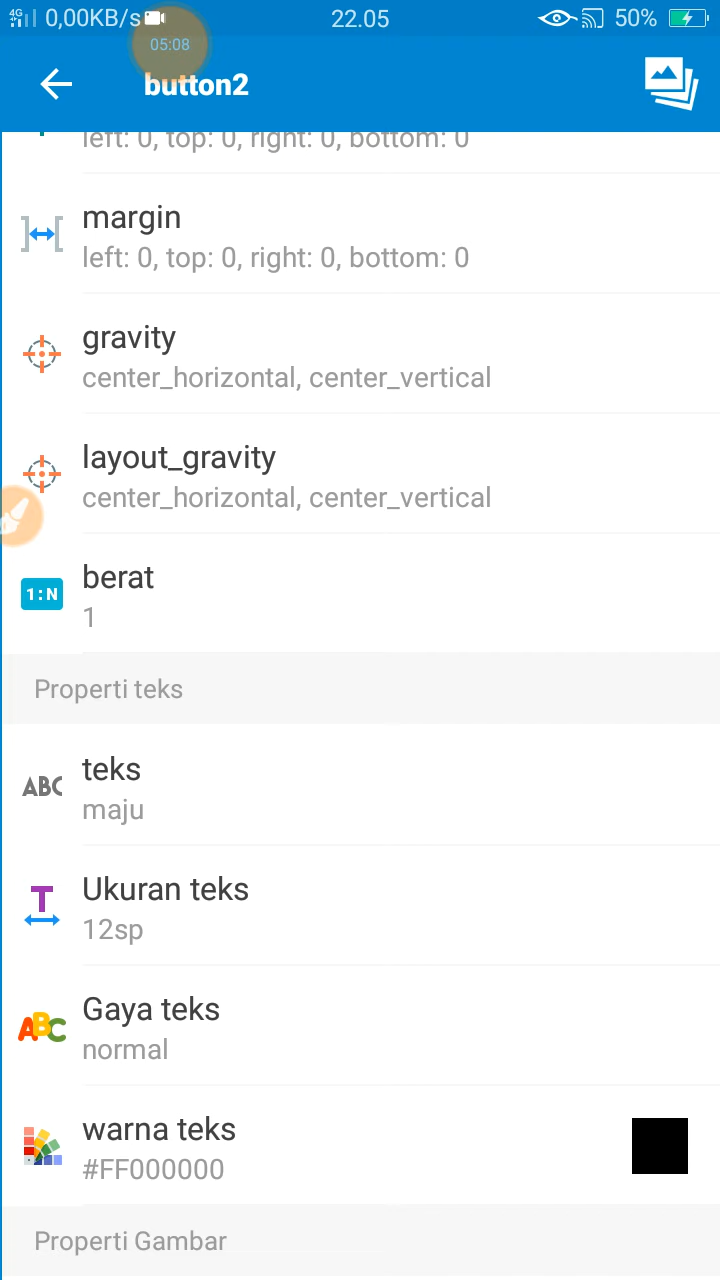 4G 0,00KB/s 22.05 50%
05:08
button2
left: 0, top: 0, right: 0, bottom: 0
margin
left: 0, top: 0, right: 0, bottom: 0
gravity
center_horizontal, center_vertical
layout_gravity
center_horizontal, center_vertical
1:N berat
1
Properti teks
ABC teks
maju
T Ukuran teks
12sp
ABC Gaya teks
normal
warna teks
#FF000000
Properti Gambar